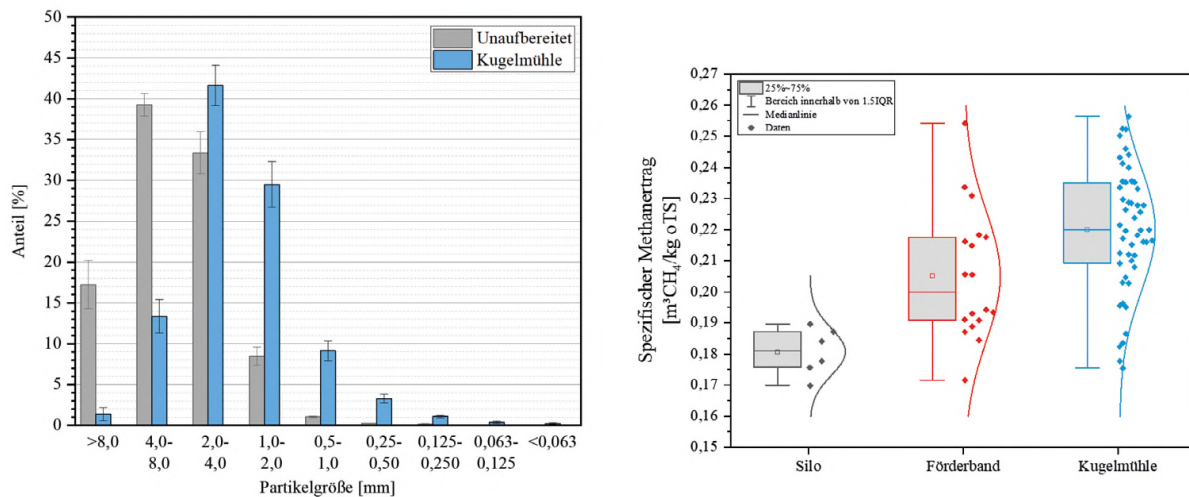 50
45
40
35
30
25
20
15
10
5
0
Anteil [%]
Unaufbereitet
Kugelmühle
>8,0 4,0- 2,0- 1,0- 0,5- 0,25- 0,125- 0,063- <0,063
8,0 4,0 2,0 1,0 0,50 0,250 0,125
Partikelgröße [mm]
0,27
0,26
0,25
0,24
0,23
0,22
0,21
0,20
0,19
0,18
0,17
0,16
0,15
Spezifischer Methanertrag
[m³CH₄/kg oTS]
25%~75%
Bereich innerhalb von 1.5IQR
Medianlinie
Daten
Silo Förderband Kugelmühle